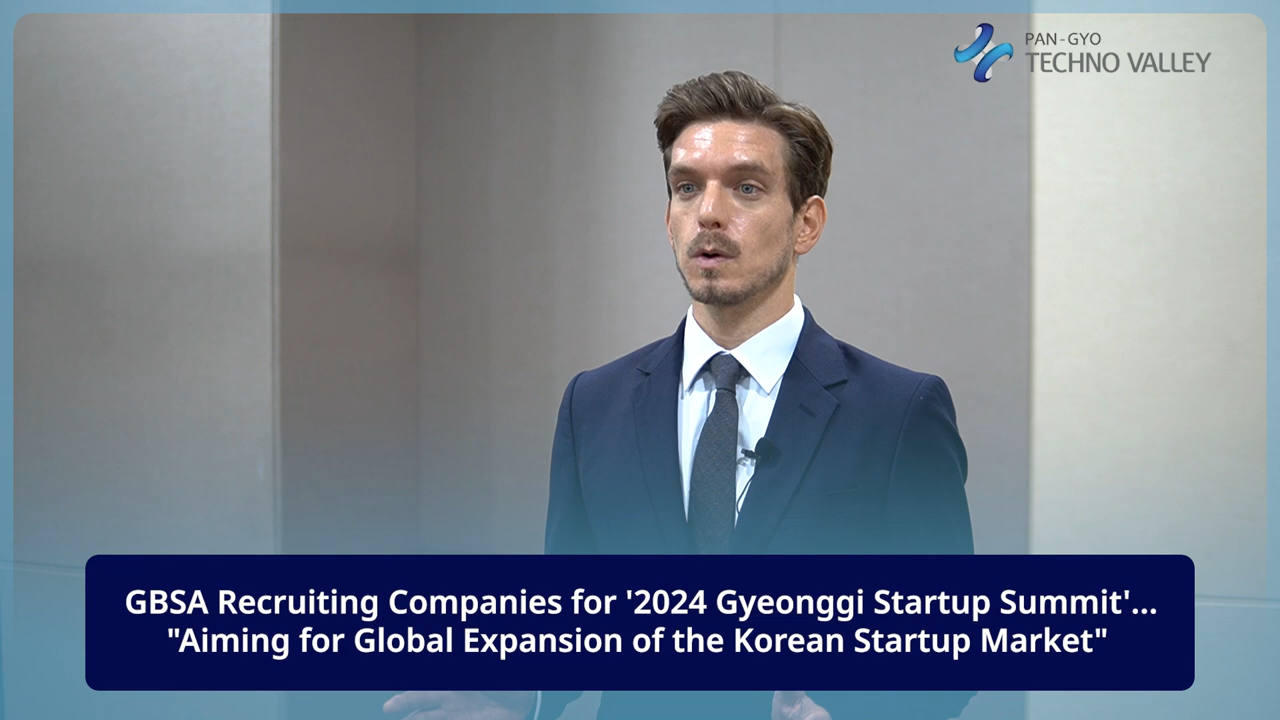 PAN-GYO
TECHNO VALLEY
GBSA Recruiting Companies for '2024 Gyeonggi Startup Summit'...
"Aiming for Global Expansion of the Korean Startup Market"